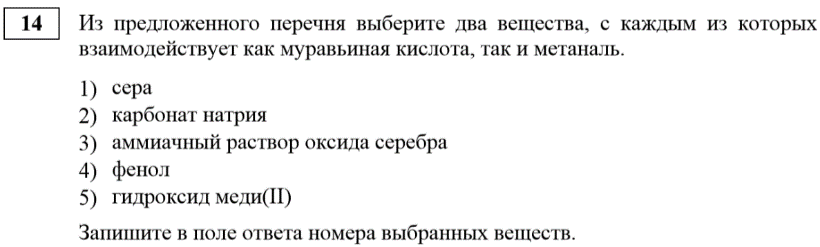 14 Из предложенного перечня выберите два вещества, с каждым из которых
взаимодействует как муравьиная кислота, так и метаналь.
1) сера
2) карбонат натрия
3) аммиачный раствор оксида серебра
4) фенол
5) гидроксид меди(II)
Запишите в поле ответа номера выбранных веществ.